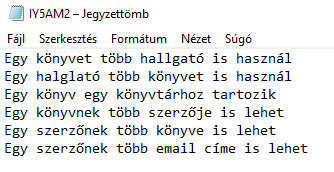 IY5AM2 – Jegyzettömb
Fájl Szerkesztés Formátum Nézet Súgó
Egy könyvet több hallgató is használ
Egy halglató több könyvet is használ
Egy könyv egy könyvtárhoz tartozik
Egy könyvnek több szerzője is lehet
Egy szerzőnek több könyve is lehet
Egy szerzőnek több email címe is lehet